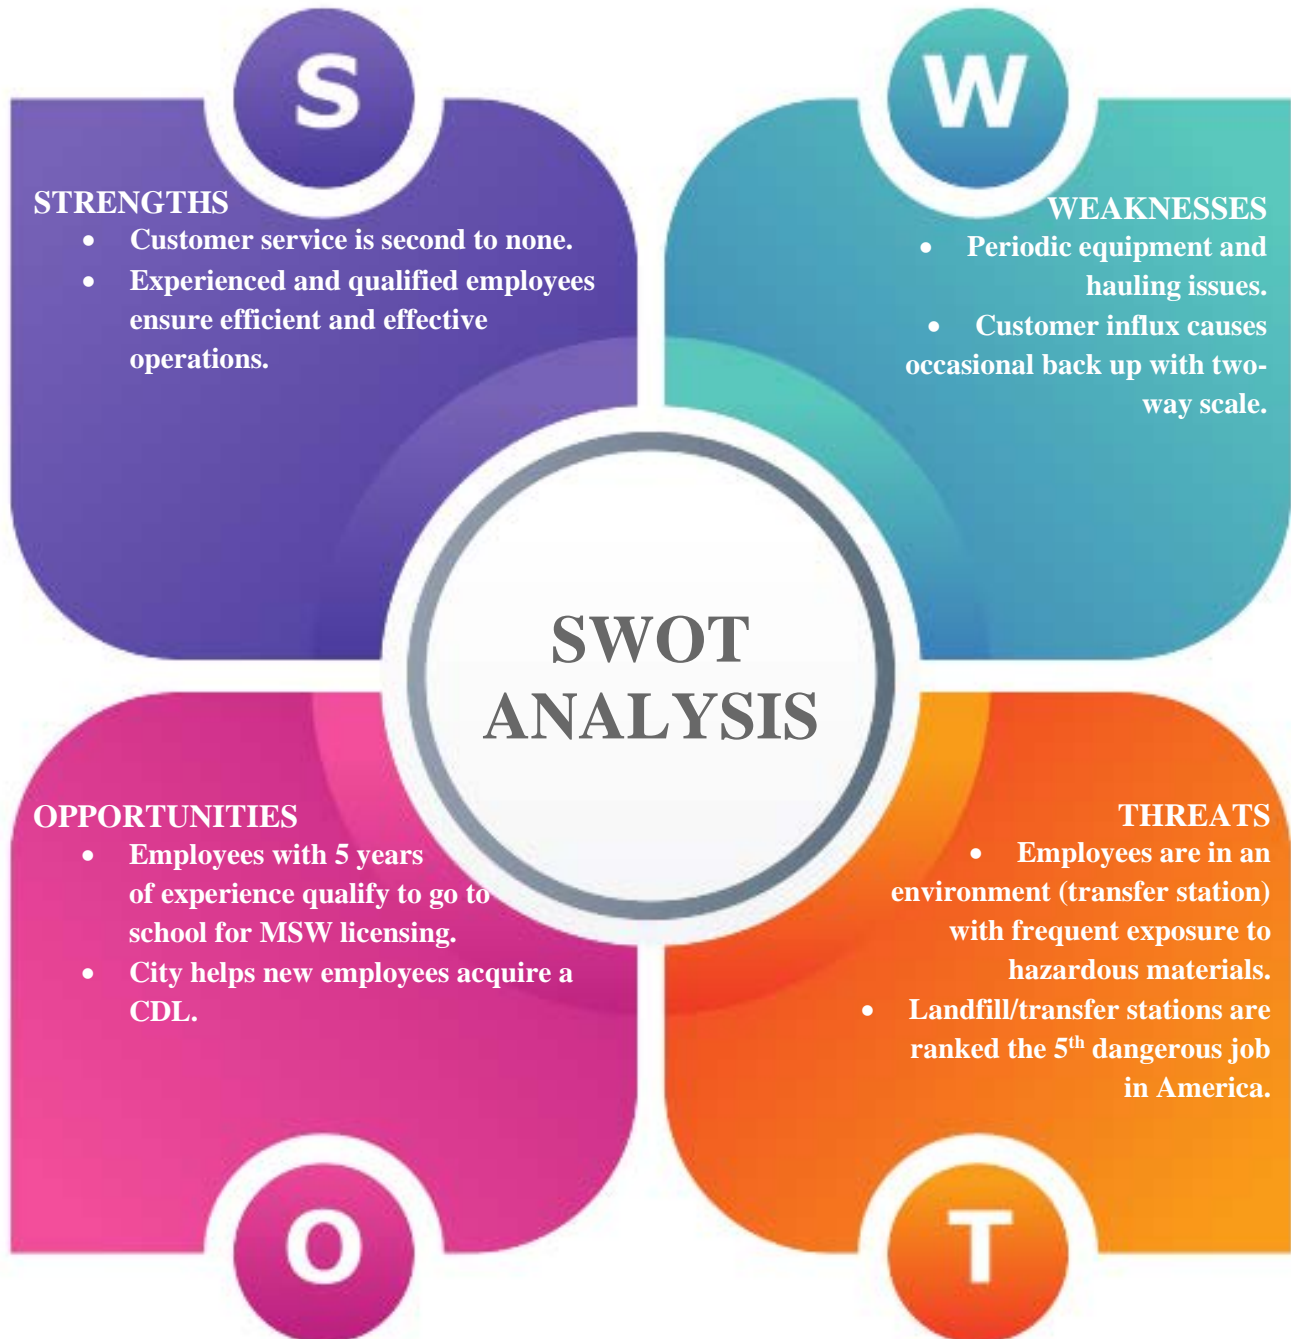 S
STRENGTHS
• Customer service is second to none.
• Experienced and qualified employees
ensure efficient and effective
operations.
W
WEAKNESSES
• Periodic equipment and
hauling issues.
• Customer influx causes
occasional back up with two-
way scale.
SWOT
ANALYSIS
OPPORTUNITIES
• Employees with 5 years
of experience qualify to go to
school for MSW licensing.
• City helps new employees acquire a
CDL.
O
THREATS
• Employees are in an
environment (transfer station)
with frequent exposure to
hazardous materials.
• Landfill/transfer stations are
ranked the 5th dangerous job
in America.
T